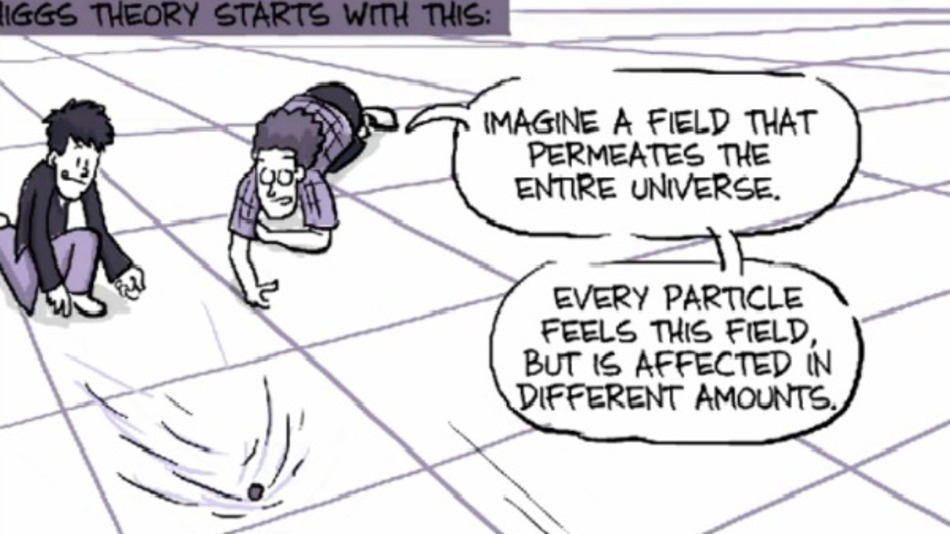 HIGGS THEORY STARTS WITH THIS:
IMAGINE A FIELD THAT
PERMEATES THE
ENTIRE UNIVERSE.
EVERY PARTICLE
FEELS THIS FIELD,
BUT IS AFFECTED IN
DIFFERENT AMOUNTS.